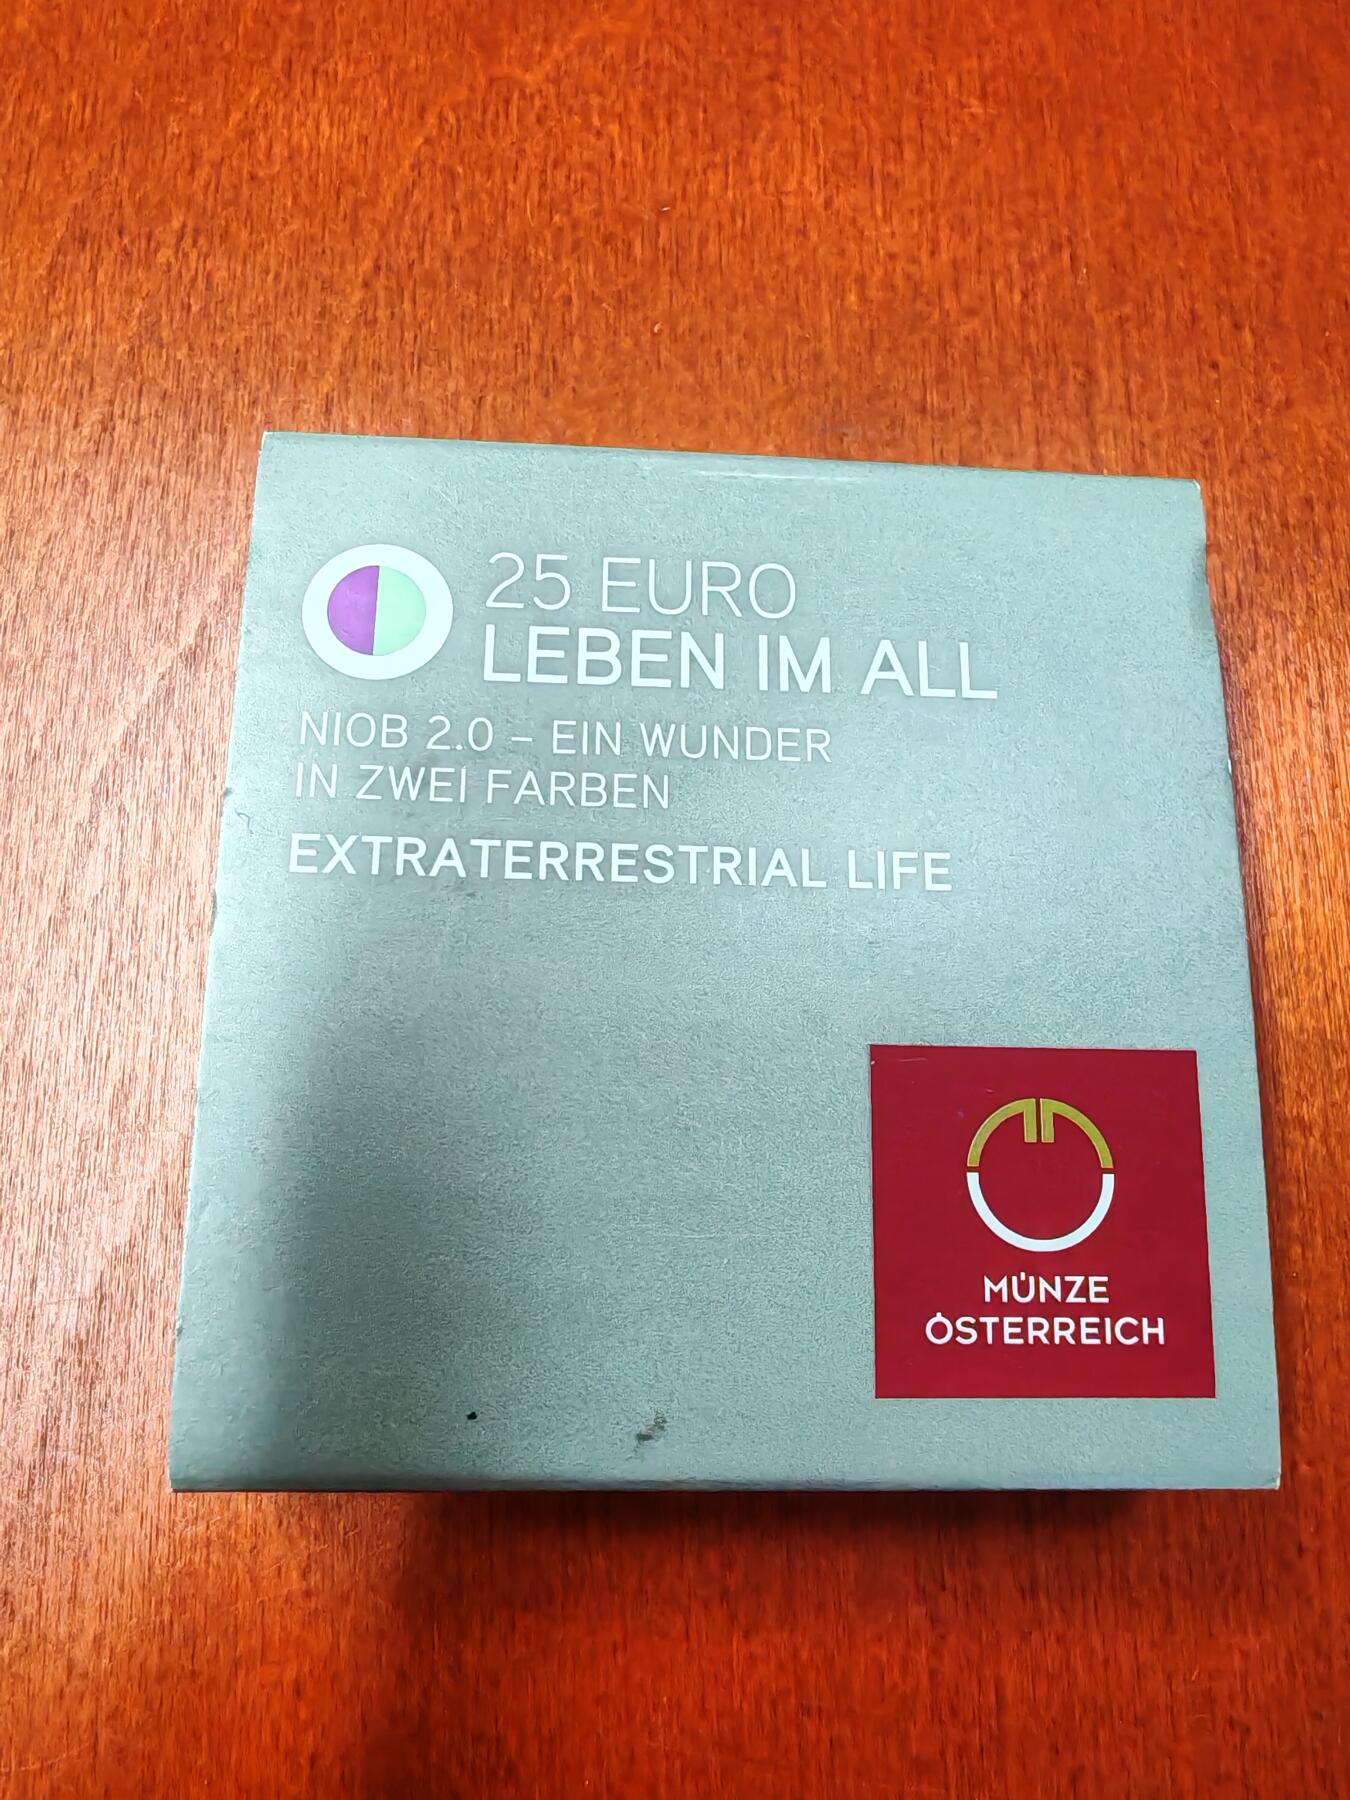 25 EURO
LEBEN IM ALL
NIOB 2.0 – EIN WUNDER
IN ZWEI FARBEN
EXTRATERRESTRIAL LIFE
MÜNZE
ÖSTERREICH